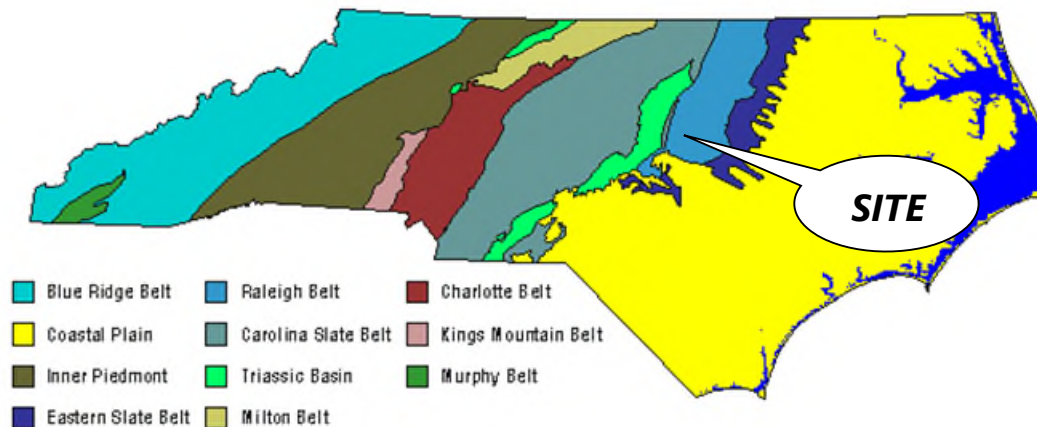 SITE
Blue Ridge Belt
Raleigh Belt
Charlotte Belt
Coastal Plain
Carolina Slate Belt
Kings Mountain Belt
Inner Piedmont
Triassic Basin
Murphy Belt
Eastern Slate Belt
Milton Belt